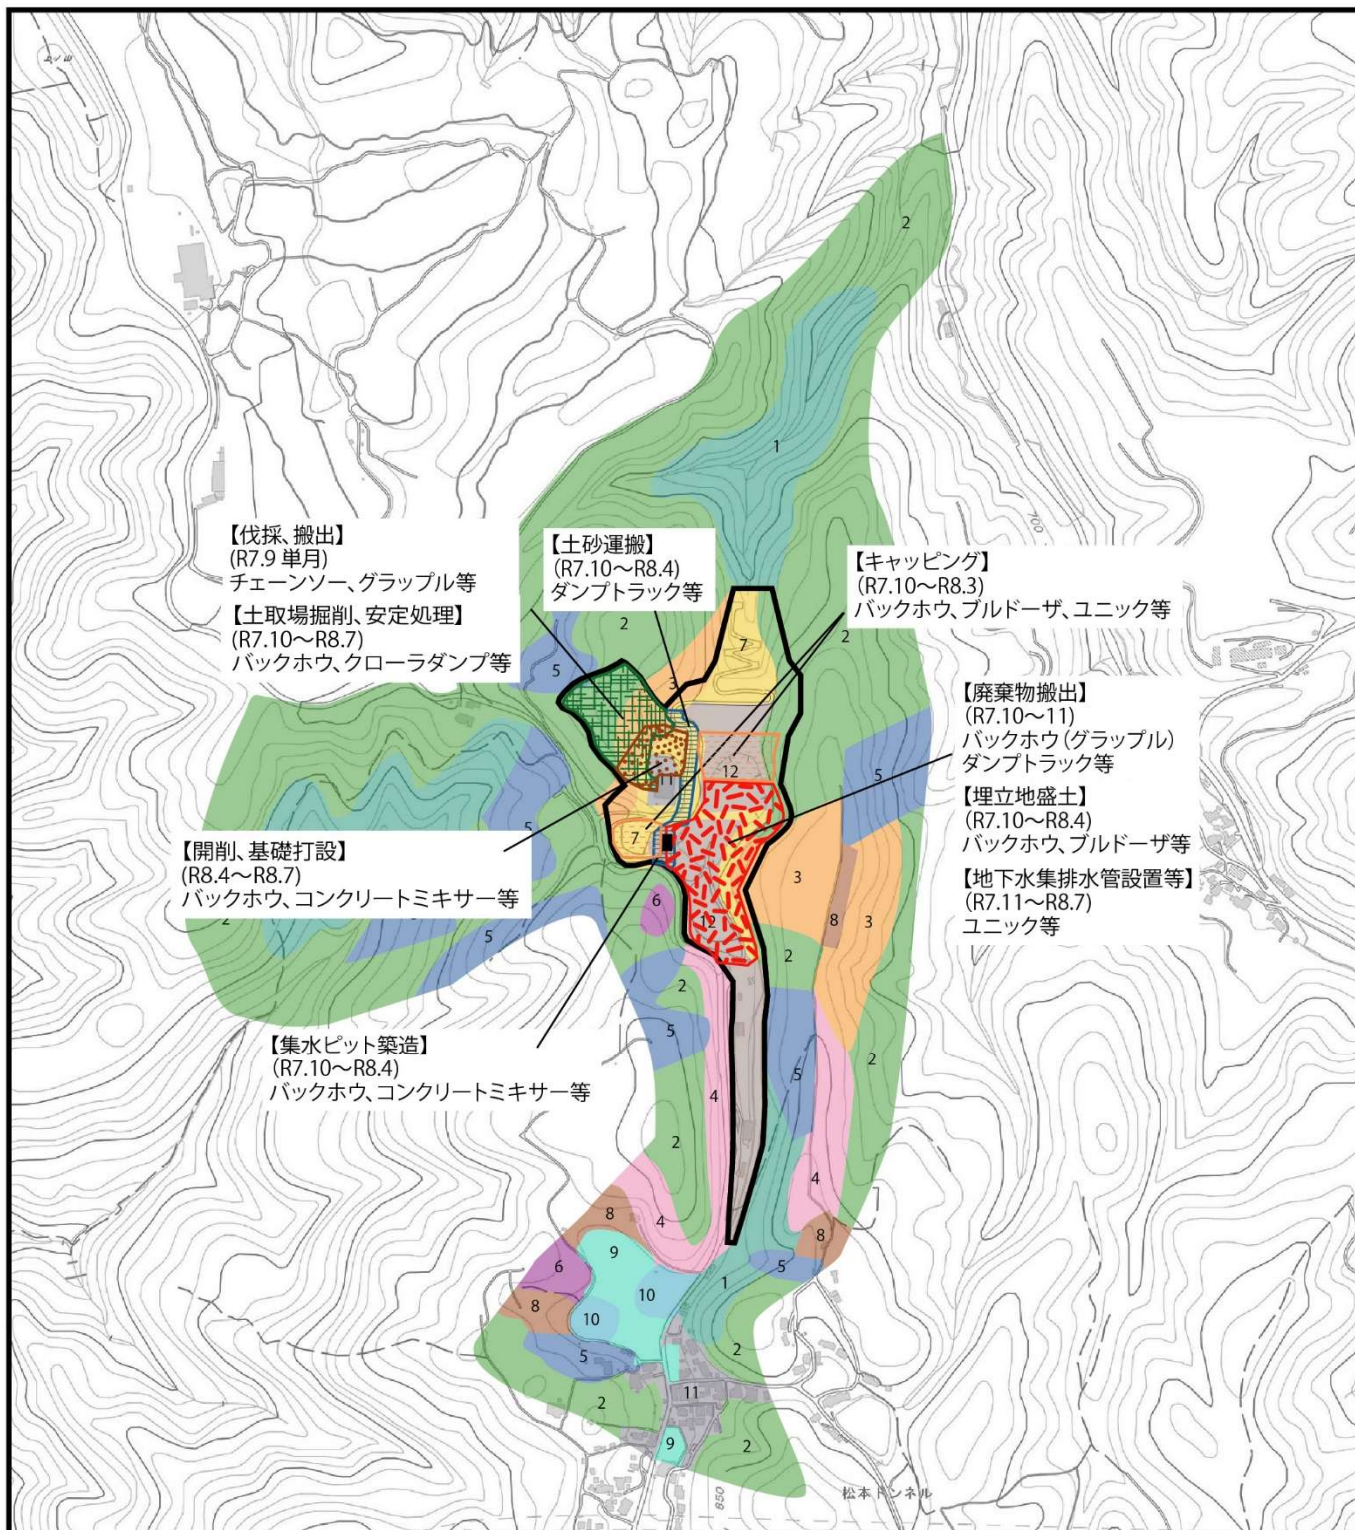 2
1
【伐採、搬出】
(R7.9 単月)
チェーンソー、グラップル等
【土取場掘削、安定処理】
(R7.10～R8.7)
バックホウ、クローラダンプ等
【土砂運搬】
(R7.10～R8.4)
ダンプトラック等
【キャッピング】
(R7.10～R8.3)
バックホウ、ブルドーザ、ユニック等
100
2
2
7
5
3
【廃棄物搬出】
(R7.10～11)
バックホウ（グラップル）
ダンプトラック等
【埋立地盛土】
(R7.10～R8.4)
バックホウ、ブルドーザ等
【地下水集排水管設置等】
(R7.11～R8.7)
ユニック等
12
5
5
7
【開削、基礎打設】
(R8.4～R8.7)
バックホウ、コンクリートミキサー等
3
8
3
6
12
2
5
2
2
5
【集水ピット築造】
(R7.10～R8.4)
バックホウ、コンクリートミキサー等
5
2
4
2
4
8
4
8
9
6
5
1
10
8
10
2
5
11
2
9
2
850
松本トンネル